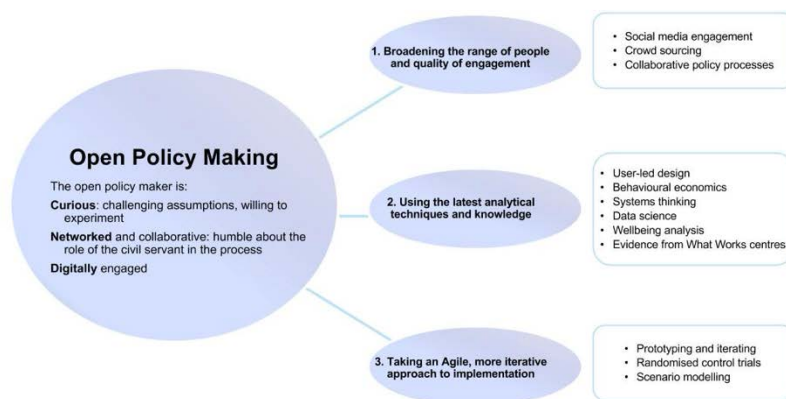 Open Policy Making
The open policy maker is:
Curious: challenging assumptions, willing to
experiment
Networked and collaborative: humble about the
role of the civil servant in the process
Digitally engaged
1. Broadening the range of people
and quality of engagement
• Social media engagement
• Crowd sourcing
• Collaborative policy processes
2. Using the latest analytical
techniques and knowledge
• User-led design
• Behavioural economics
• Systems thinking
• Data science
• Wellbeing analysis
• Evidence from What Works centres
3. Taking an Agile, more iterative
approach to implementation
• Prototyping and iterating
• Randomised control trials
• Scenario modelling